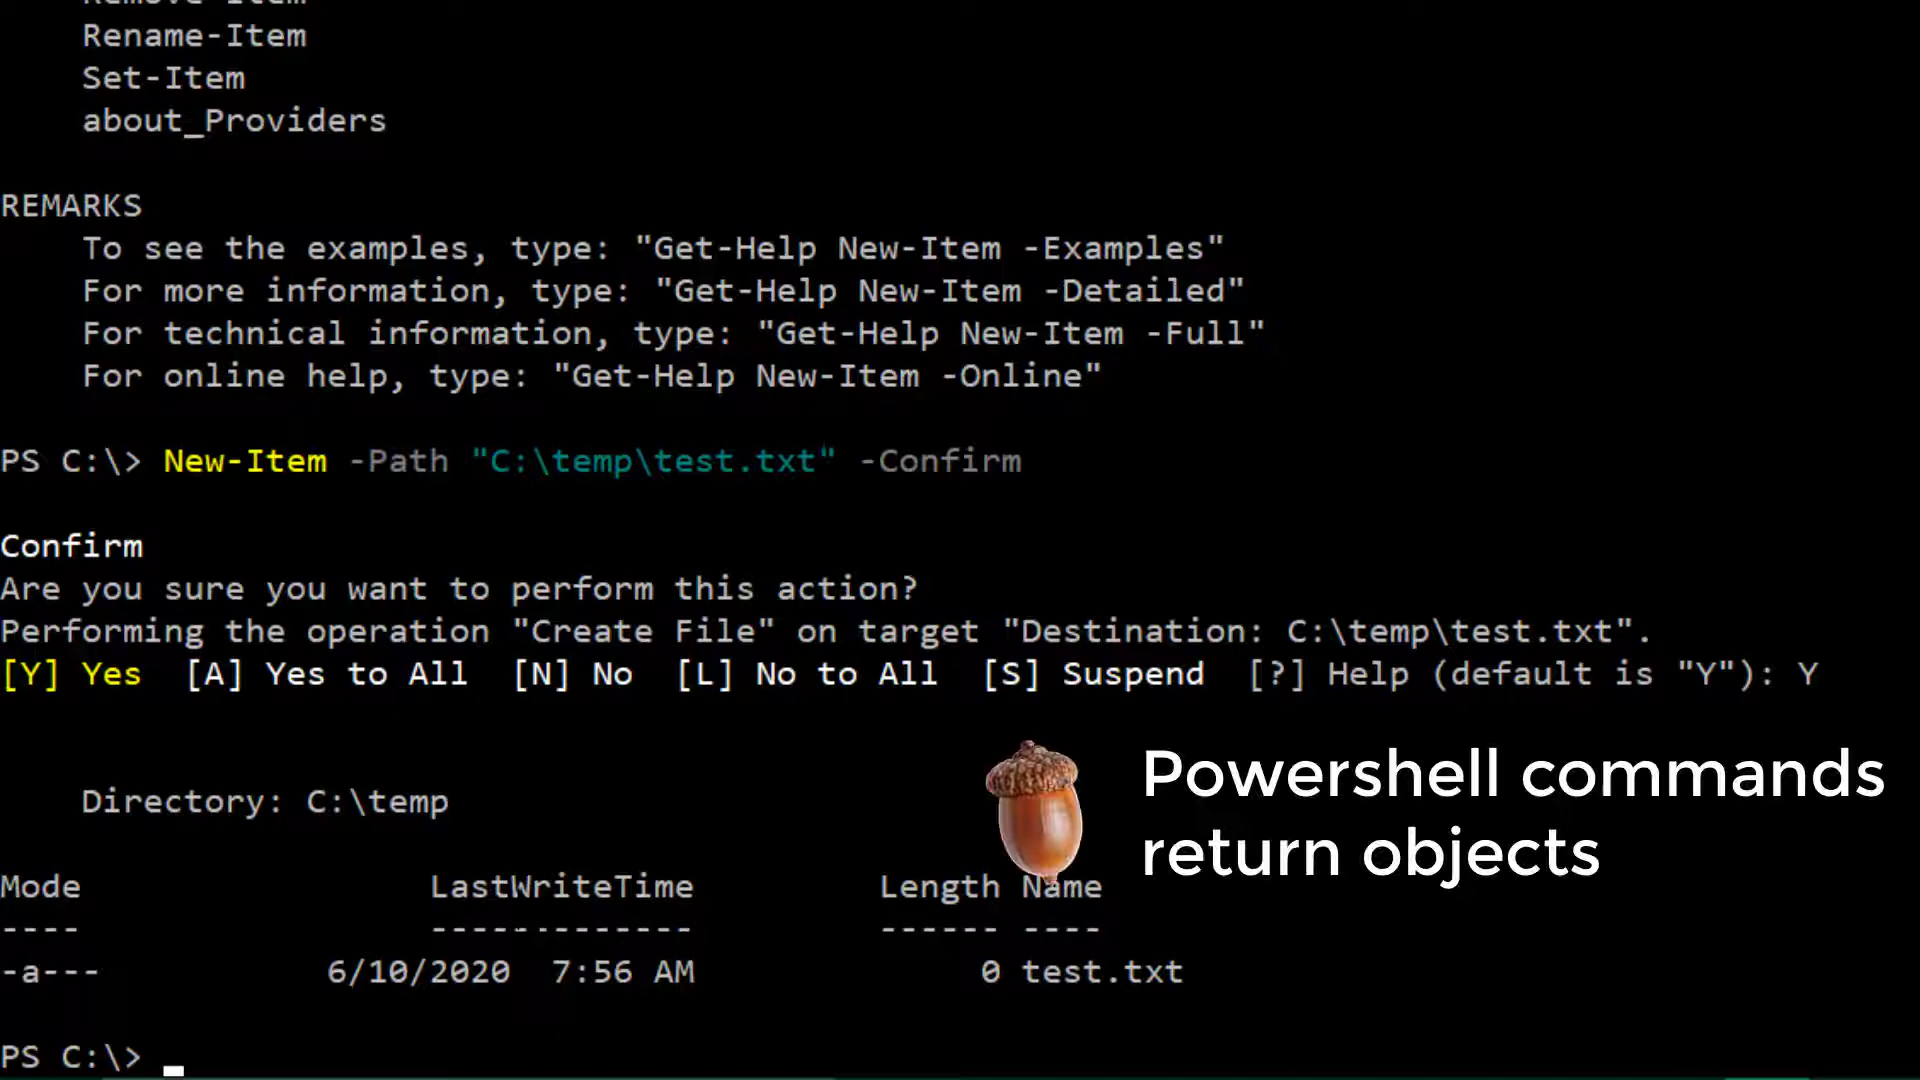 Remove-Item
Rename-Item
Set-Item
about_Providers
REMARKS
To see the examples, type: "Get-Help New-Item -Examples"
For more information, type: "Get-Help New-Item -Detailed"
For technical information, type: "Get-Help New-Item -Full"
For online help, type: "Get-Help New-Item -Online"
PS C:\> New-Item -Path "C:\temp\test.txt" -Confirm
Confirm
Are you sure you want to perform this action?
Performing the operation "Create File" on target "Destination: C:\temp\test.txt".
[Y] Yes  [A] Yes to All  [N] No  [L] No to All  [S] Suspend  [?] Help (default is "Y"): Y
Powershell commands
return objects
Directory: C:\temp
Mode                 LastWriteTime         Length Name
----                 -------------         ------ ----
-a---           6/10/2020  7:56 AM              0 test.txt
PS C:\>